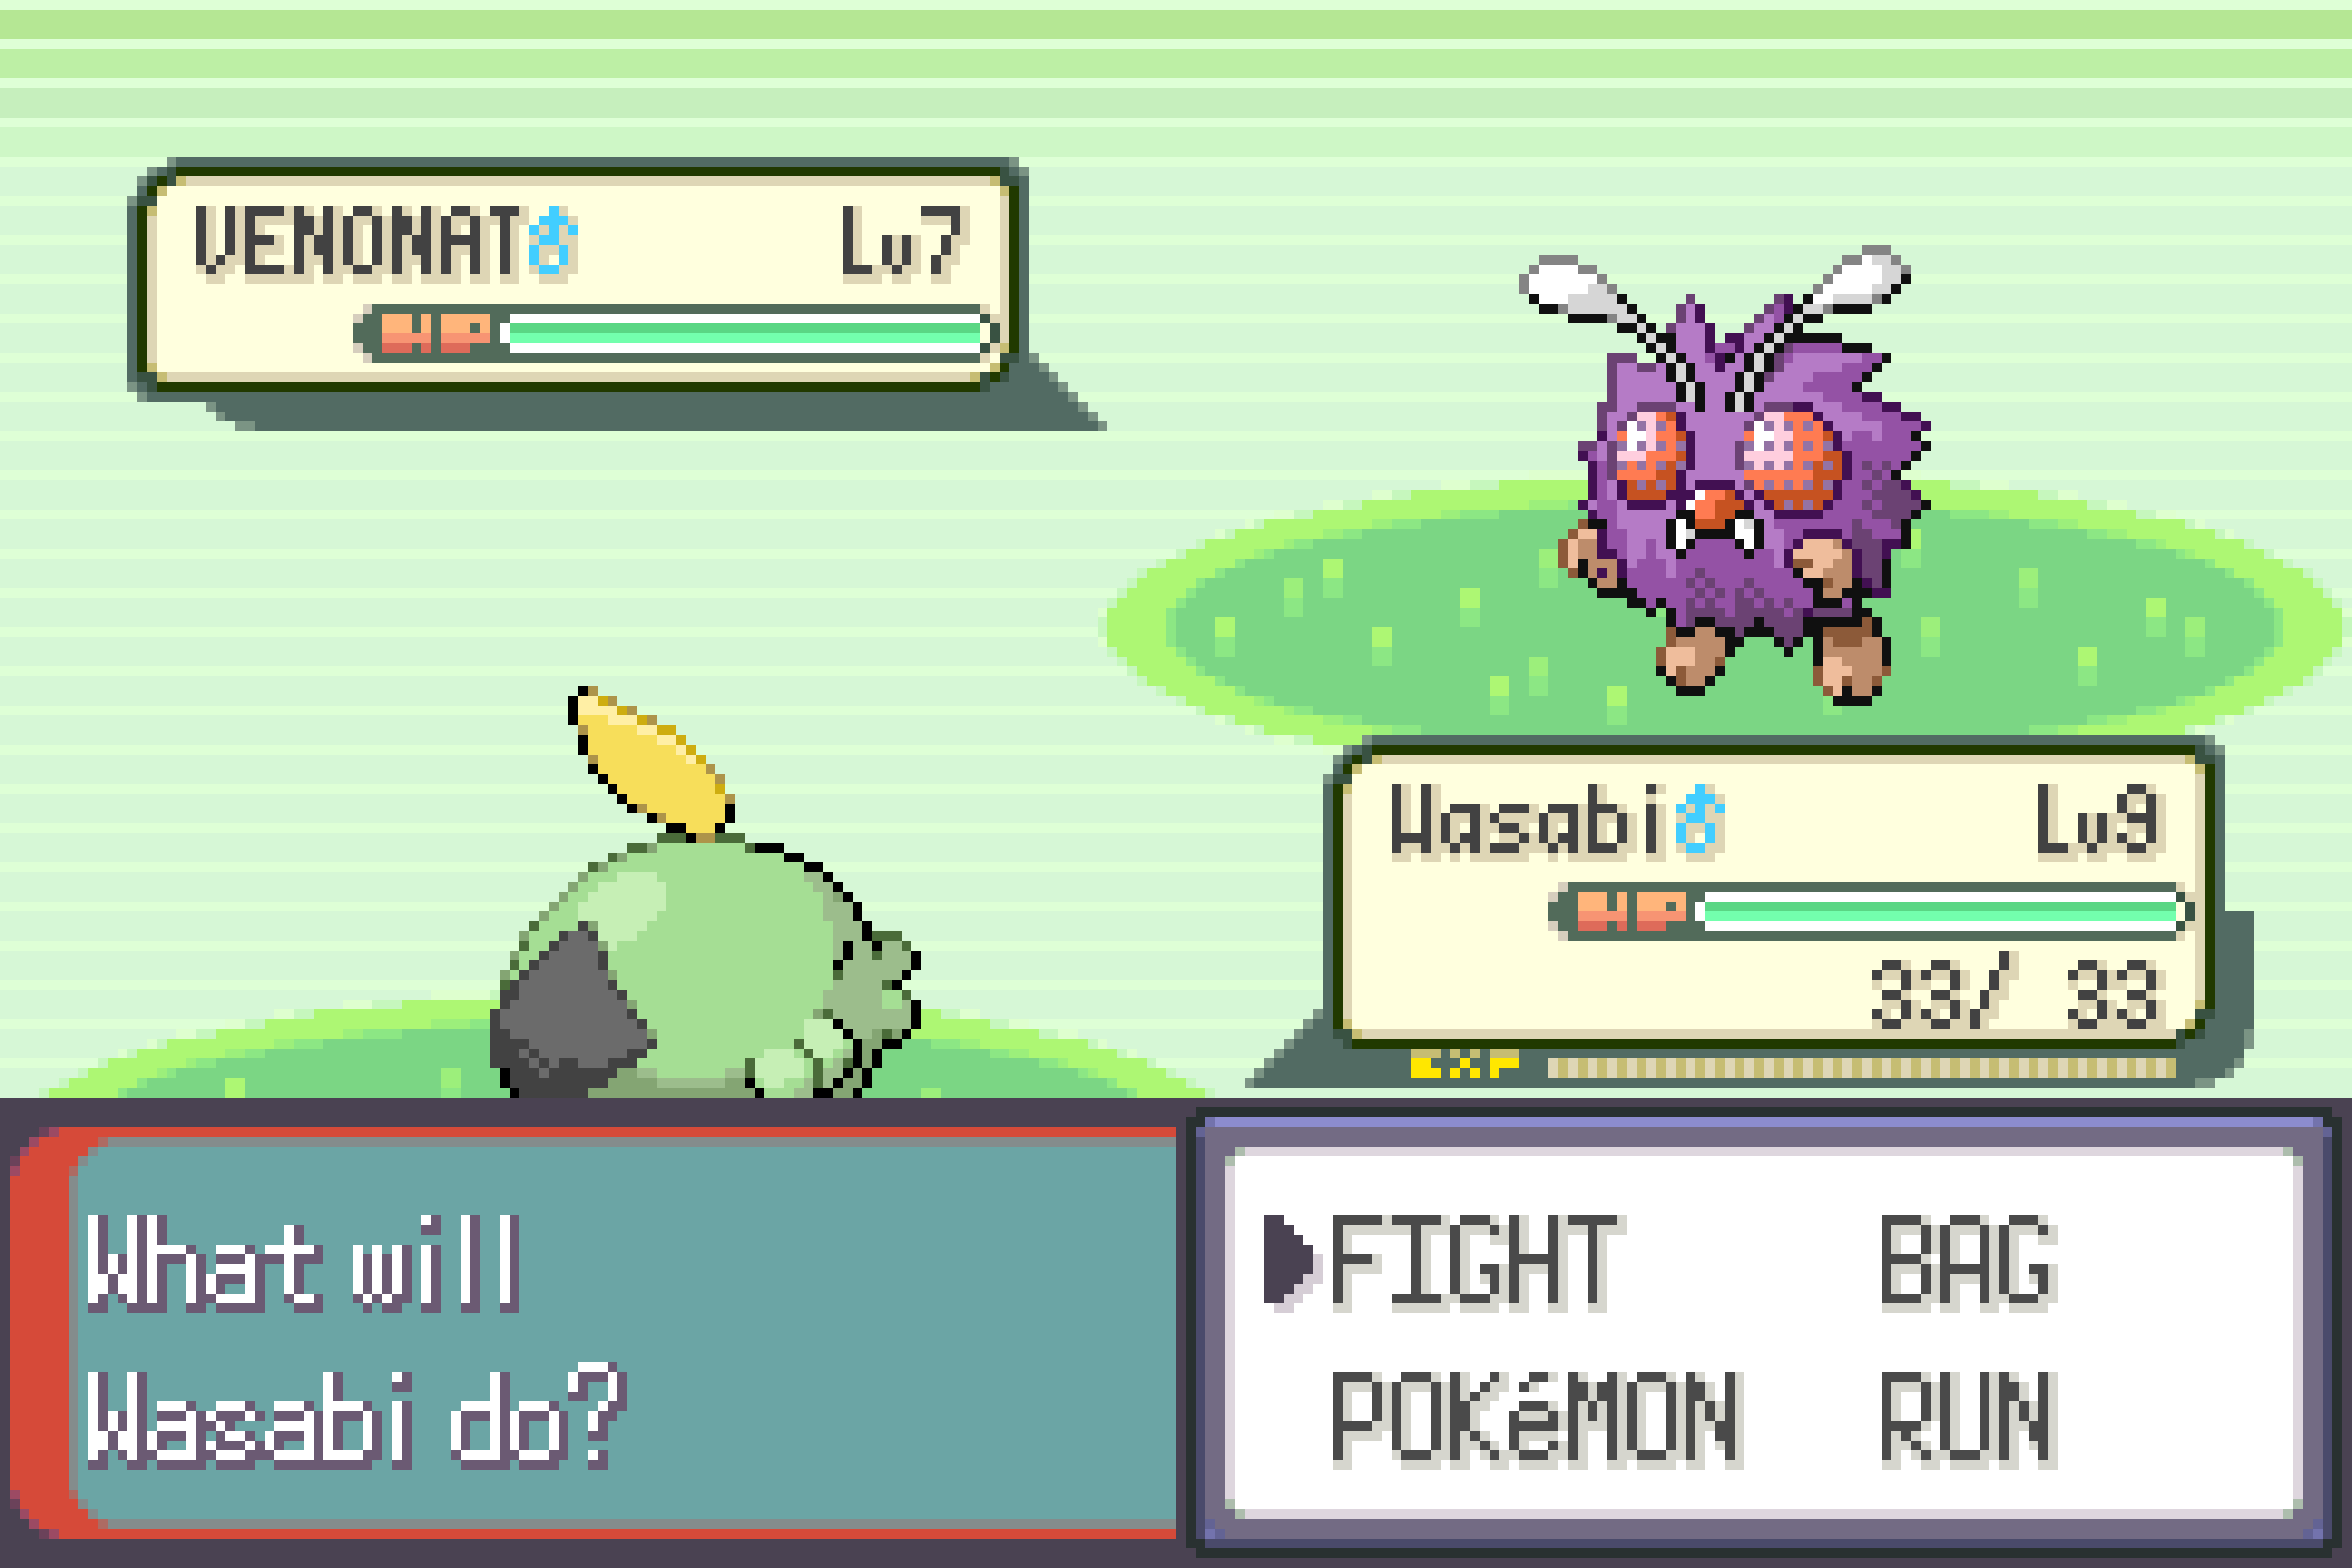 VENONAT♂ Lv7
HP
Wasabi♂ Lv9
HP
33/ 33
EXP
What will
Wasabi do?
FIGHT BAG
POKéMON RUN